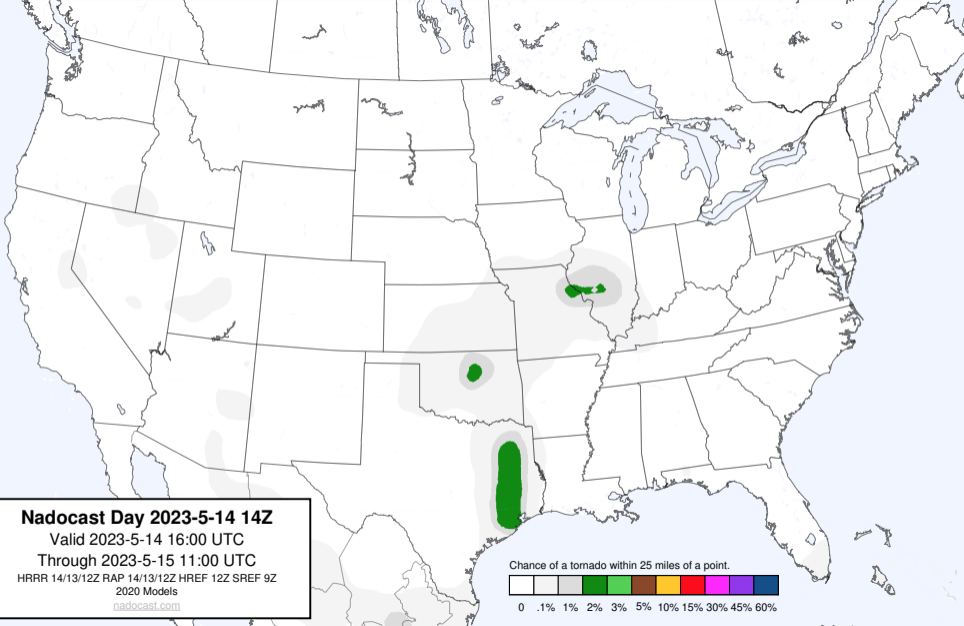 Nadocast Day 2023-5-14 14Z
Valid 2023-5-14 16:00 UTC
Through 2023-5-15 11:00 UTC
HRRR 14/13/12Z RAP 14/13/12Z HREF 12Z SREF 9Z
2020 Models
nadocast.com
Chance of a tornado within 25 miles of a point.
0 .1% 1% 2% 3% 5% 10% 15% 30% 45% 60%